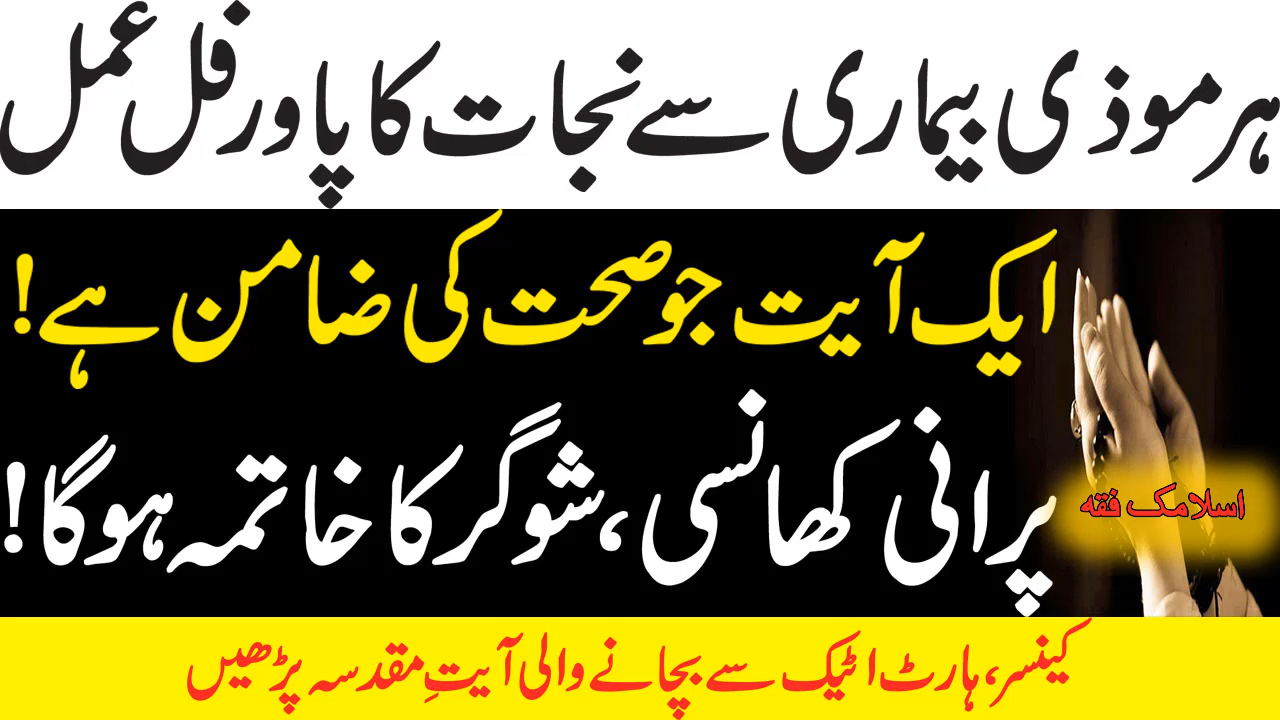 ہر موذی بیماری سے نجات کا پاور فل عمل
ایک آیت جو صحت کی ضامن ہے!
پرانی کھانسی، شوگر کا خاتمہ ہوگا!
اسلامک فقہ
کینسر، ہارٹ اٹیک سے بچانے والی آیتِ مقدسہ پڑھیں